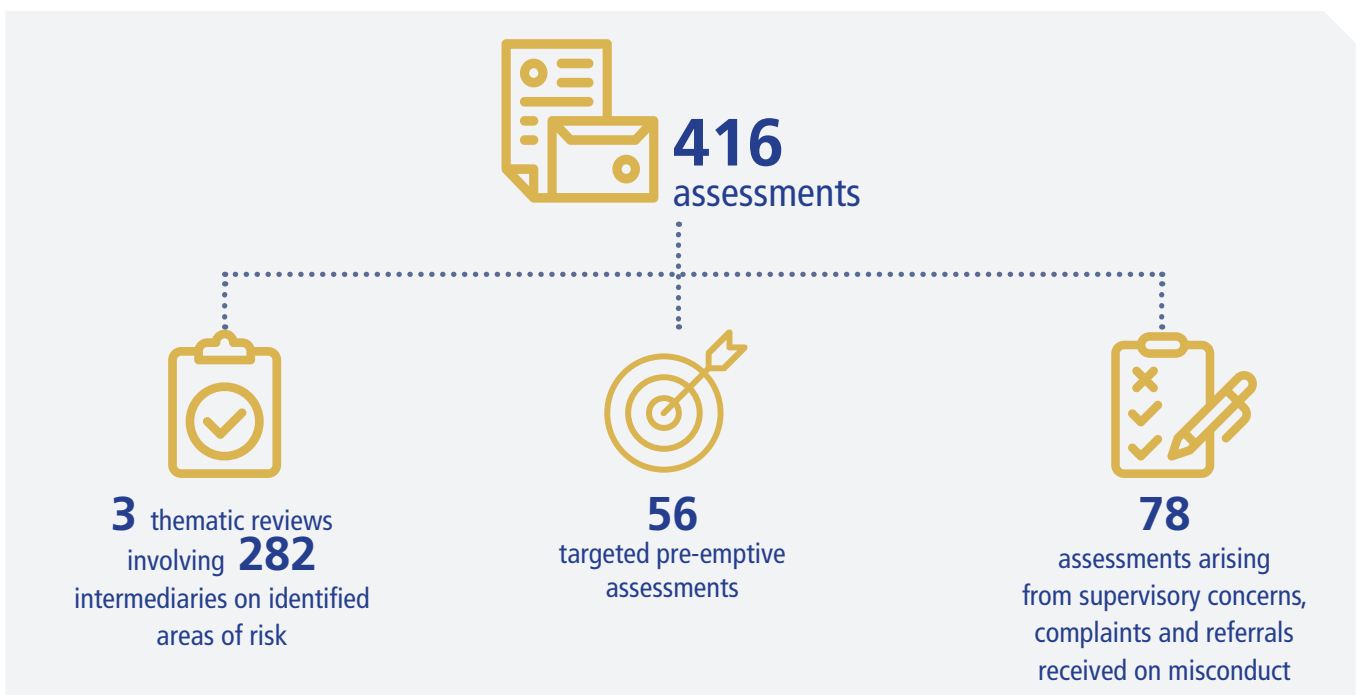 416
assessments
3 thematic reviews
involving 282
intermediaries on identified
areas of risk
56
targeted pre-emptive
assessments
78
assessments arising
from supervisory concerns,
complaints and referrals
received on misconduct